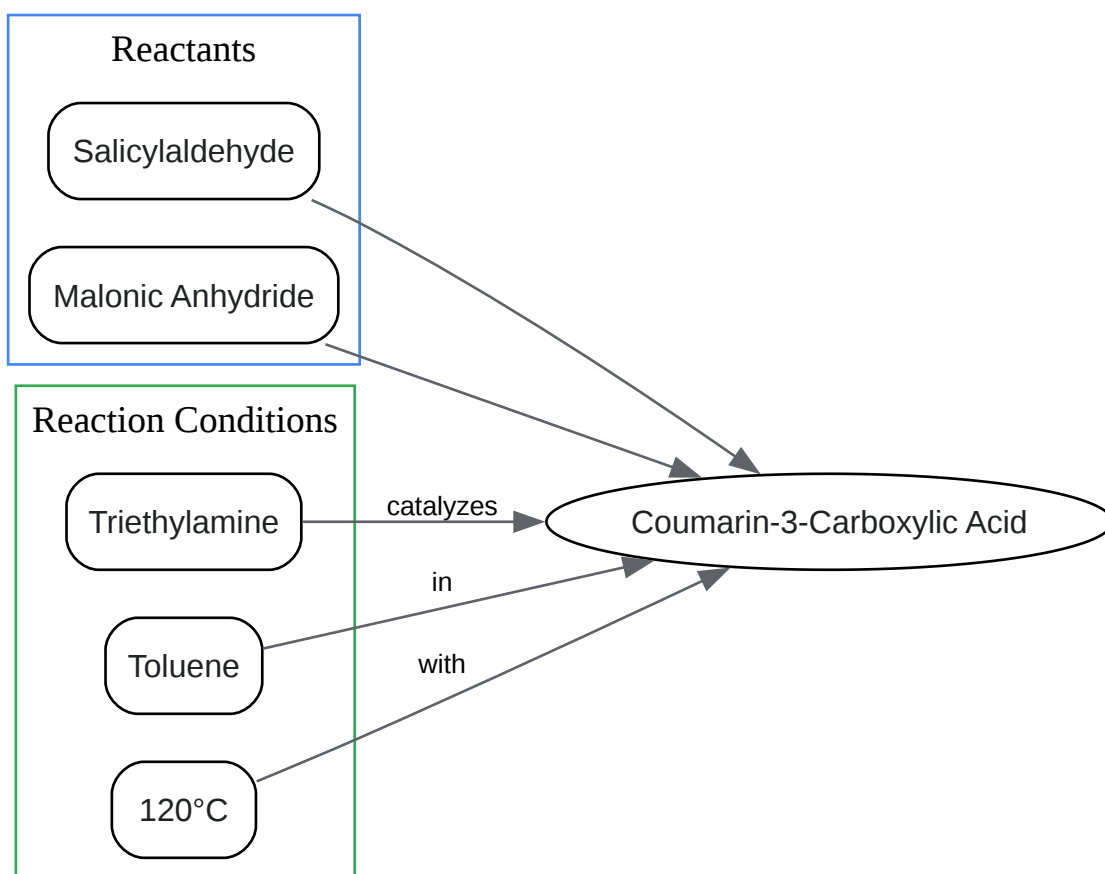 Reactants
Salicylaldehyde
Malonic Anhydride
Reaction Conditions
Triethylamine
catalyzes
Coumarin-3-Carboxylic Acid
in
Toluene
with
120°C